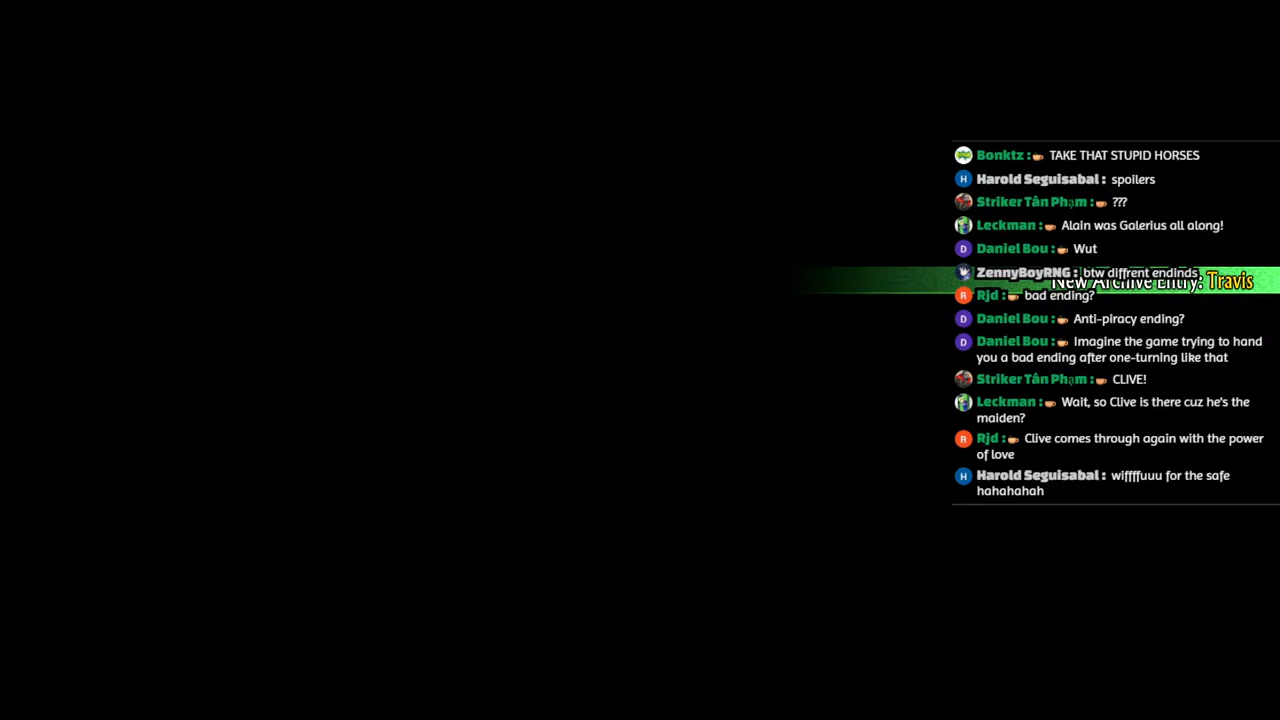 Bonktz : TAKE THAT STUPID HORSES
H Harold Seguisabal : spoilers
Striker Tân Phạm : ???
Leckman : Alain was Galerius all along!
D Daniel Bou : Wut
ZennyBoyRNG : btw diffrent endinds
New Archive Entry: Travis
R Rjd : bad ending?
D Daniel Bou : Anti-piracy ending?
D Daniel Bou : Imagine the game trying to hand
you a bad ending after one-turning like that
Striker Tân Phạm : CLIVE!
Leckman : Wait, so Clive is there cuz he's the
maiden?
R Rjd : Clive comes through again with the power
of love
H Harold Seguisabal : wiffffuuu for the safe
hahahahah